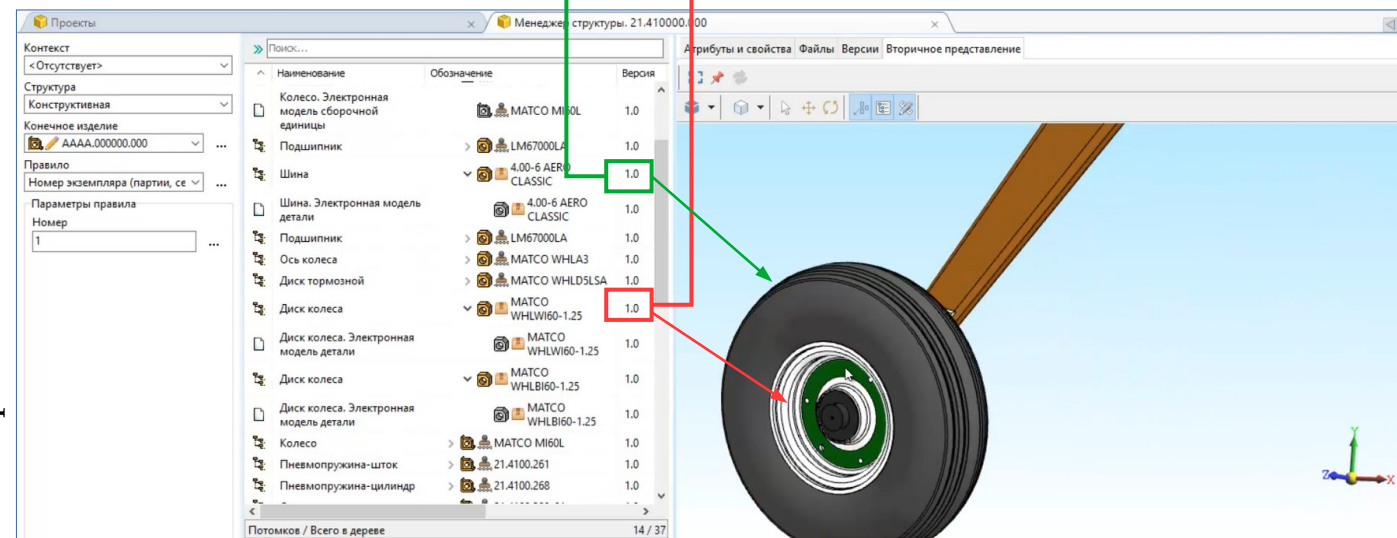 Проекты
Менеджер структуры. 21.410000.000
Контекст
<Отсутствует>
Структура
Конструктивная
Конечное изделие
АААА.000000.000
...
Правило
Номер экземпляра (партии, се
...
Параметры правила
Номер
1
...
Поиск...
Наименование Обозначение Версия
Колесо. Электронная
модель сборочной
единицы
MATCO MI60L 1.0
Подшипник LM67000LA 1.0
Шина 4.00-6 AERO
CLASSIC 1.0
Шина. Электронная модель
детали
4.00-6 AERO
CLASSIC 1.0
Подшипник LM67000LA 1.0
Ось колеса MATCO WHLA3 1.0
Диск тормозной MATCO WHLD5LSA 1.0
Диск колеса MATCO
WHLWI60-1.25 1.0
Диск колеса. Электронная
модель детали
MATCO
WHLWI60-1.25 1.0
Диск колеса MATCO
WHLBI60-1.25 1.0
Диск колеса. Электронная
модель детали
MATCO
WHLBI60-1.25 1.0
Колесо MATCO MI60L 1.0
Пневмопружина-шток 21.4100.261 1.0
Пневмопружина-цилиндр 21.4100.268 1.0
Потомков / Всего в дереве 14 / 37
Атрибуты и свойства Файлы Версии Вторичное представление
Y
Z
X